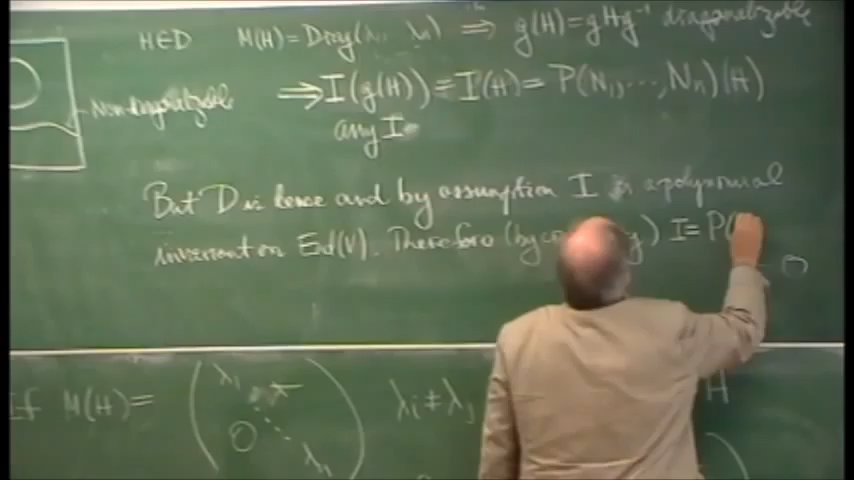 H∈D M(H)=Diag(λ₁ λₙ) ⇒ g(H)=gHg⁻¹ diagonalizable
Non-diagonalizable ⇒ I(g(H)) = I(H) = P(N₁,...,Nₙ)(H)
any I
But D is dense and by assumption I is a polynomial
invariant on End(V). Therefore (by co y) I=P(
If M(H)= ( λ₁ * 0 λₙ ) λᵢ≠λⱼ H